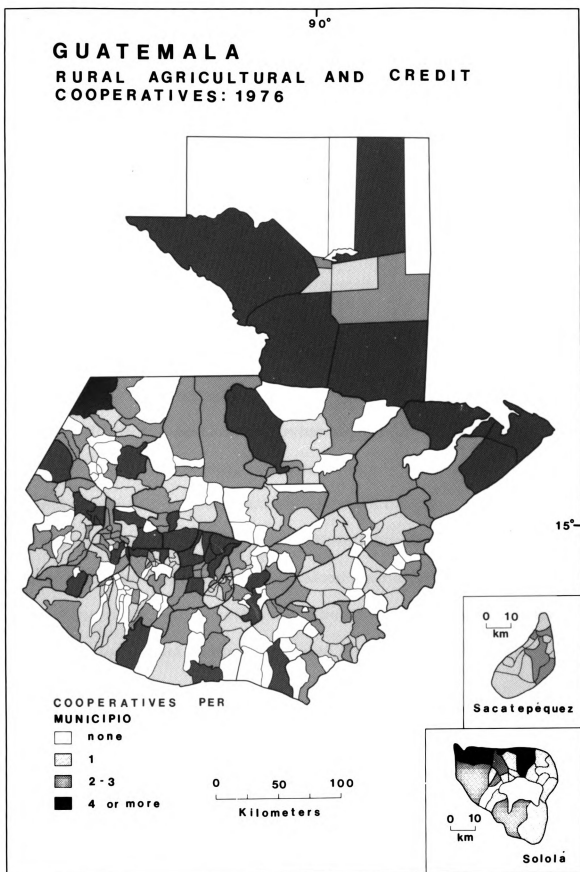 90°
GUATEMALA
RURAL AGRICULTURAL AND CREDIT
COOPERATIVES: 1976
15°
0 10
km
Sacatepéquez
COOPERATIVES PER
MUNICIPIO
none
1
2-3
4 or more
0 50 100
Kilometers
0 10
km
Sololá